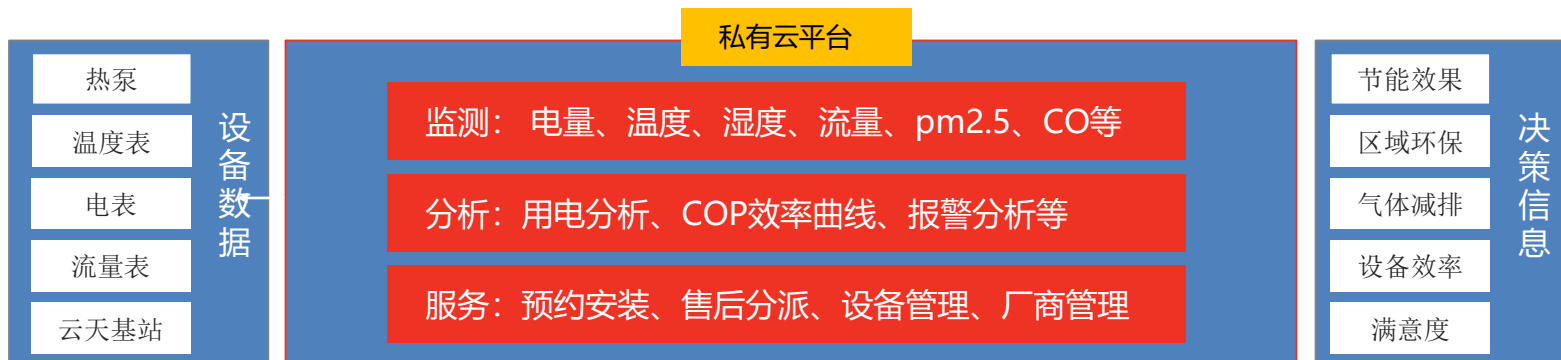 私有云平台
热泵
温度表
电表
流量表
云天基站
设备数据
监测： 电量、温度、湿度、流量、pm2.5、CO等
分析：用电分析、COP效率曲线、报警分析等
服务：预约安装、售后分派、设备管理、厂商管理
节能效果
区域环保
气体减排
设备效率
满意度
决策信息